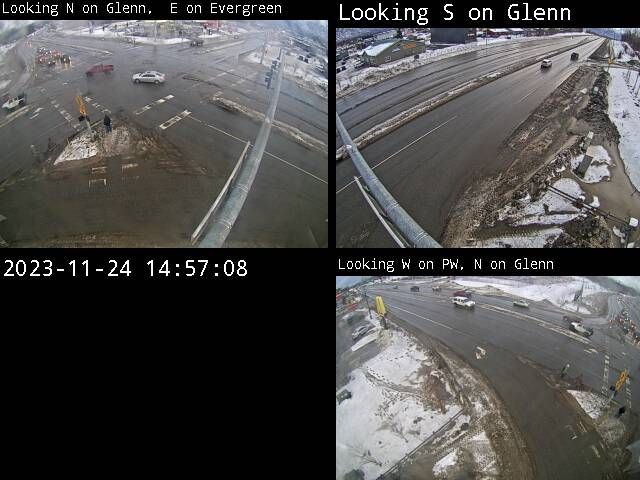 Looking N on Glenn, E on Evergreen
Looking S on Glenn
2023-11-24 14:57:08
Looking W on PW, N on Glenn